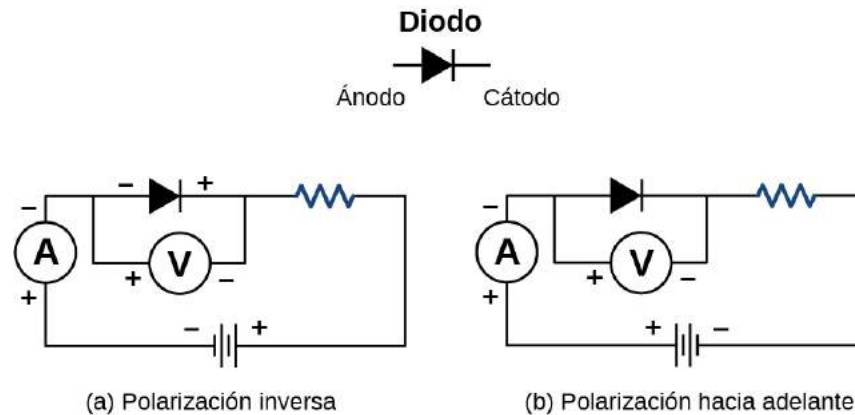 Diodo
Ánodo Cátodo
− − + −
A A
+ V − + V −
+ +
− + + −
(a) Polarización inversa (b) Polarización hacia adelante